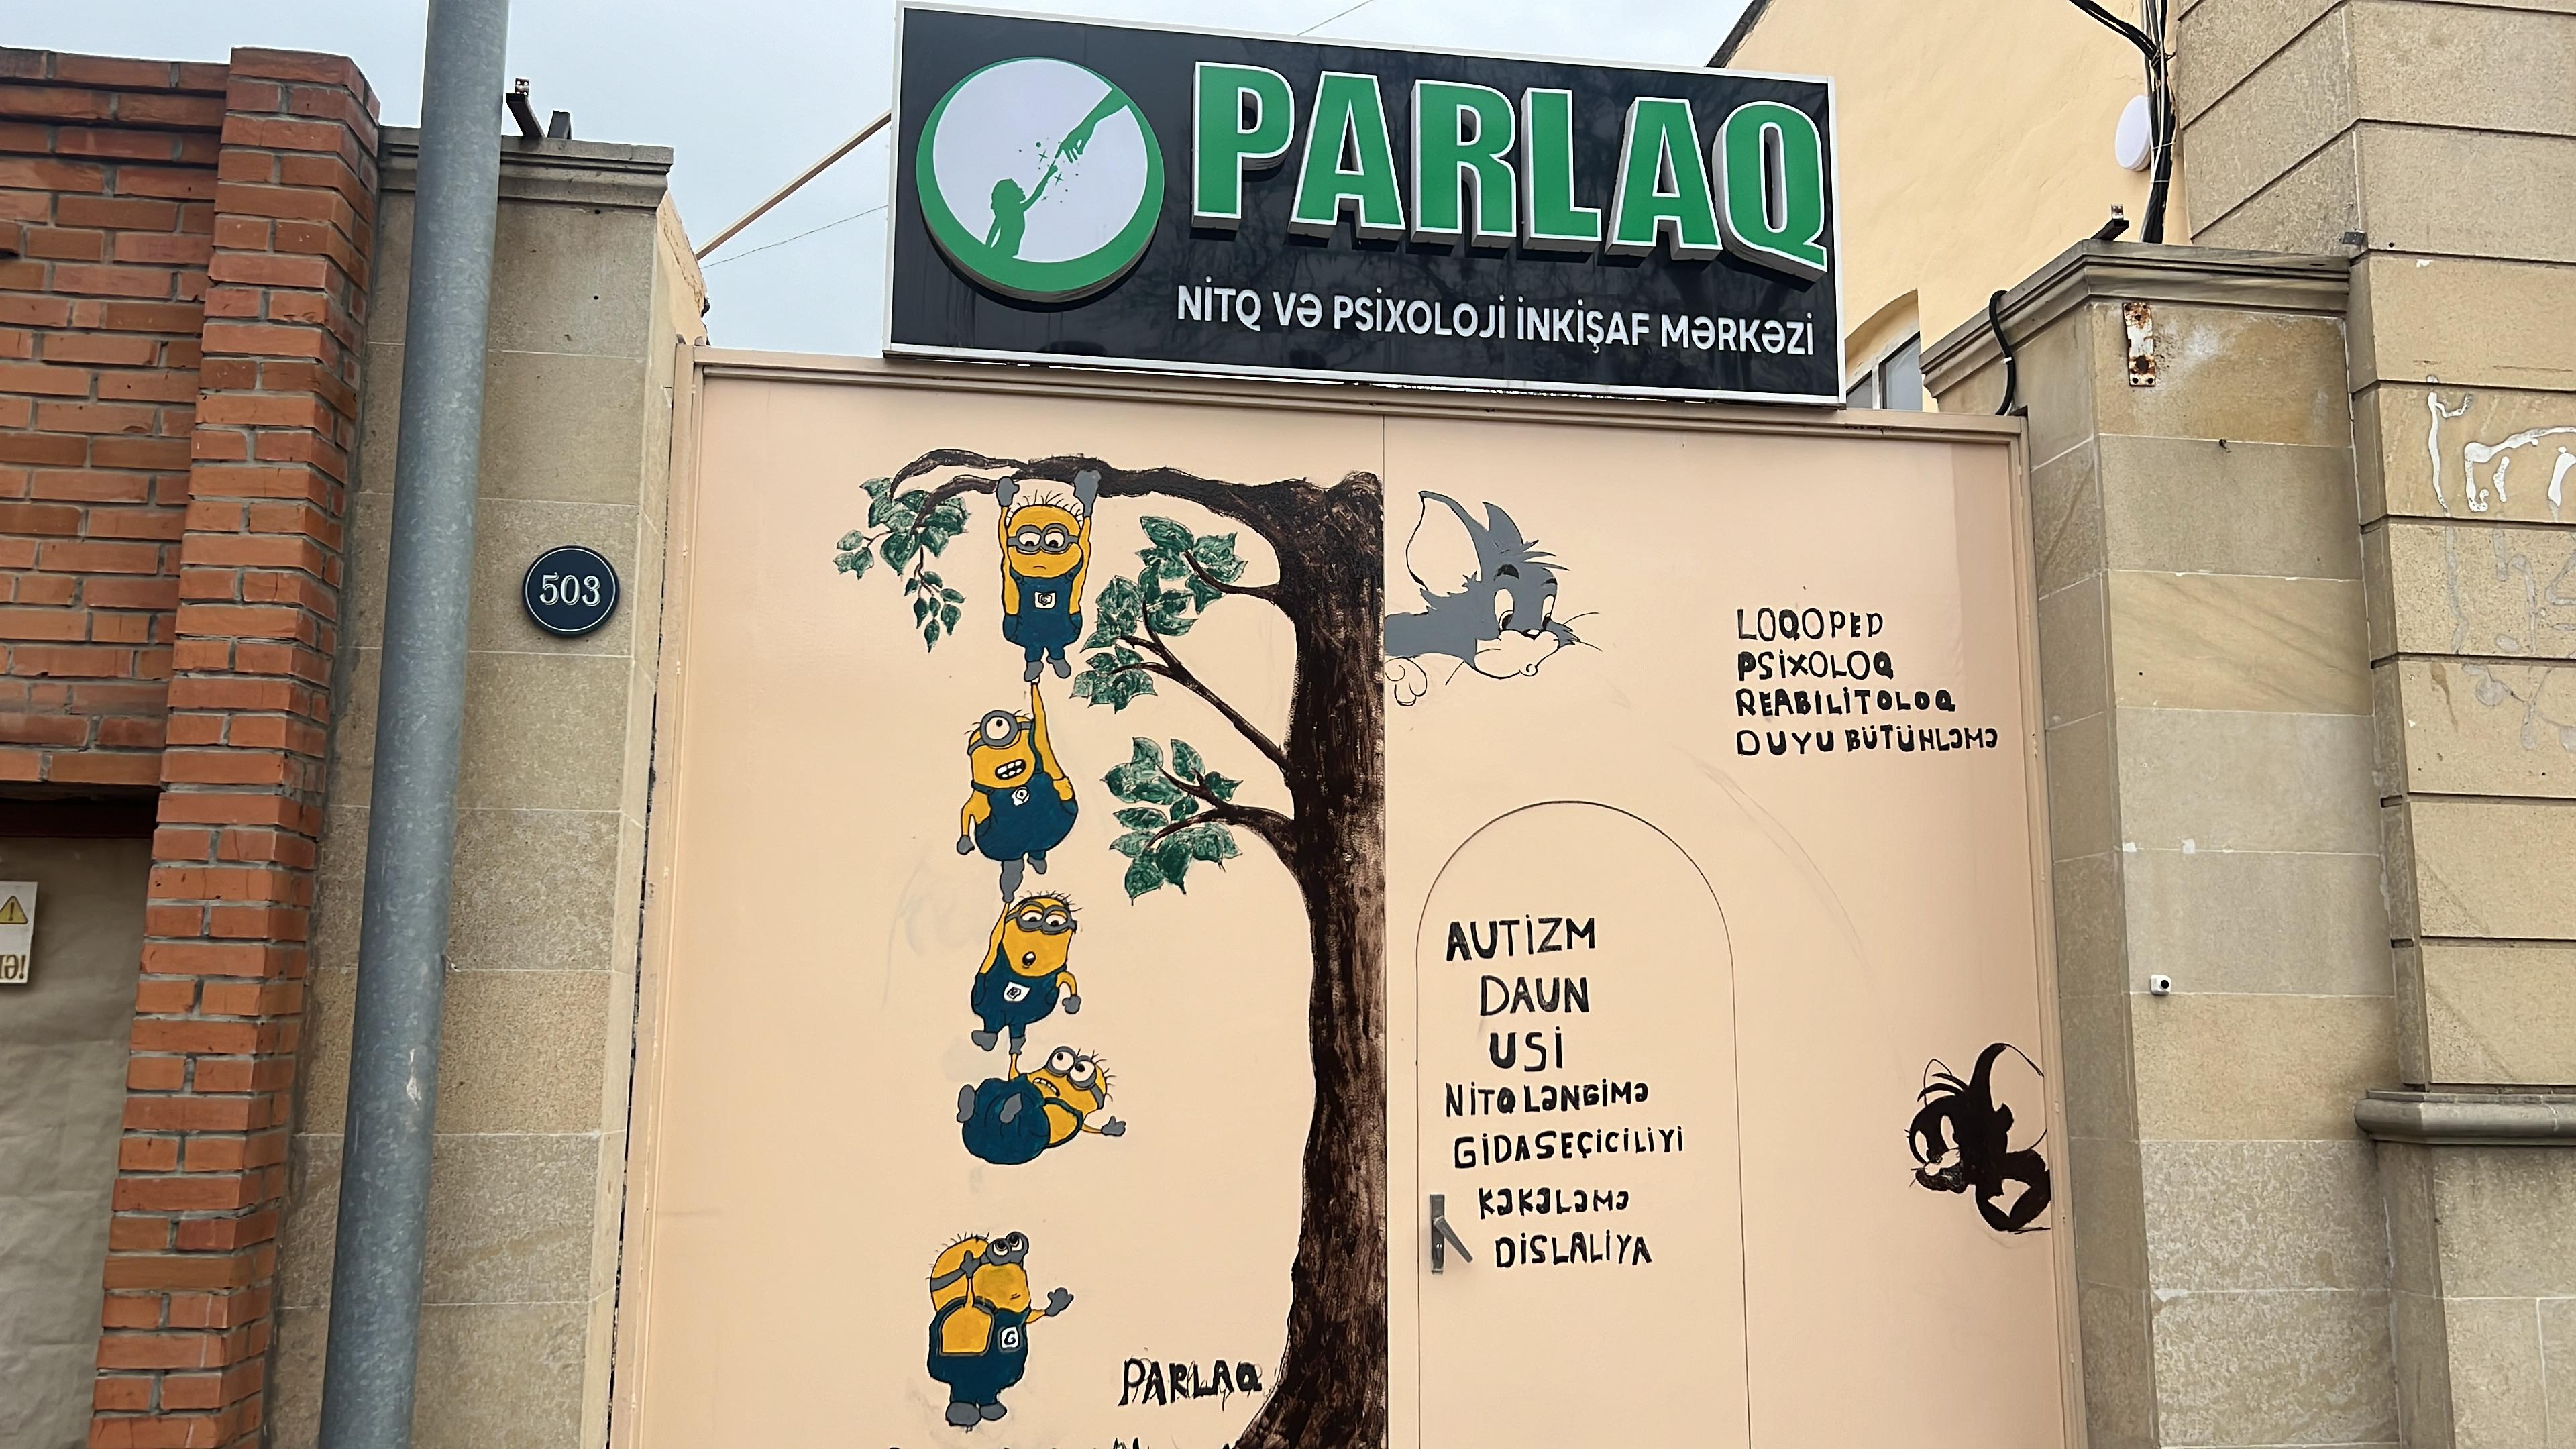 PARLAQ
NİTQ VƏ PSİXOLOJİ İNKİŞAF MƏRKƏZİ
503
LOQOPED
PSİXOLOQ
REABİLİTOLOQ
DUYU BÜTÜNLƏMƏ
AUTİZM
DAUN
USİ
NİTQ LƏNGİMƏ
GİDASEÇİCİLİYİ
KƏKƏLƏMƏ
DİSLALİYA
PARLAQ